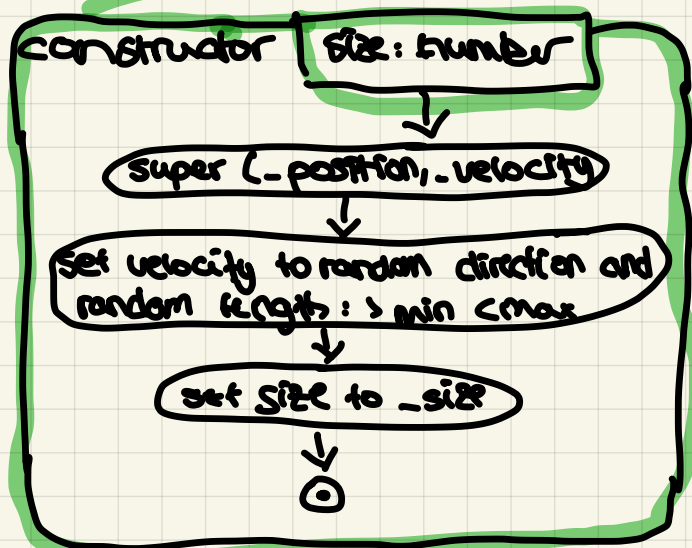 constructor size: number
super (_position, _velocity
set velocity to random direction and
random lenght: > min < max
set size to _size